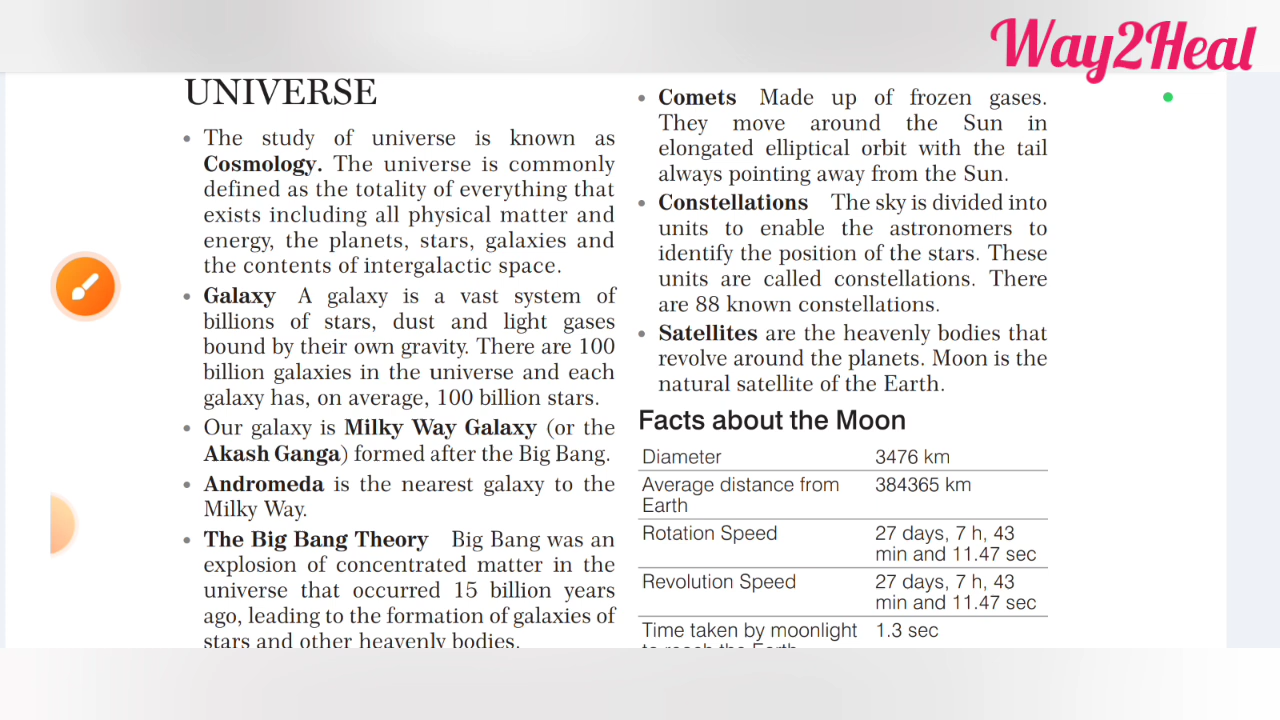 Way2Heal
UNIVERSE
• The study of universe is known as
Cosmology. The universe is commonly
defined as the totality of everything that
exists including all physical matter and
energy, the planets, stars, galaxies and
the contents of intergalactic space.
• Galaxy A galaxy is a vast system of
billions of stars, dust and light gases
bound by their own gravity. There are 100
billion galaxies in the universe and each
galaxy has, on average, 100 billion stars.
• Our galaxy is Milky Way Galaxy (or the
Akash Ganga) formed after the Big Bang.
• Andromeda is the nearest galaxy to the
Milky Way.
• The Big Bang Theory Big Bang was an
explosion of concentrated matter in the
universe that occurred 15 billion years
ago, leading to the formation of galaxies of
stars and other heavenly bodies.
• Comets Made up of frozen gases.
They move around the Sun in
elongated elliptical orbit with the tail
always pointing away from the Sun.
• Constellations The sky is divided into
units to enable the astronomers to
identify the position of the stars. These
units are called constellations. There
are 88 known constellations.
• Satellites are the heavenly bodies that
revolve around the planets. Moon is the
natural satellite of the Earth.
Facts about the Moon
Diameter 3476 km
Average distance from 384365 km
Earth
Rotation Speed 27 days, 7 h, 43
min and 11.47 sec
Revolution Speed 27 days, 7 h, 43
min and 11.47 sec
Time taken by moonlight 1.3 sec
to reach the Earth